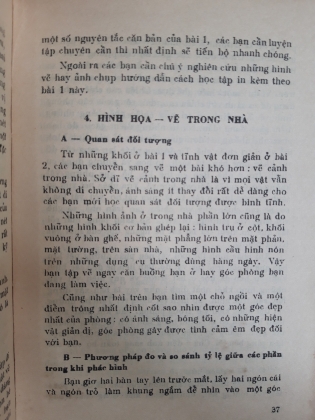 một số nguyên tắc căn bản của bài 1, các bạn cần luyện
tập chuyên cần thì nhất định sẽ tiến bộ nhanh chóng.
Ngoài ra các bạn chú ý nghiên cứu những hình
vẽ hay ảnh chụp hướng dẫn cách học tập in kèm theo
bài 1 này.
4. HÌNH HỌA — VẼ TRONG NHÀ
A — Quan sát đối tượng
Từ những khối ở bài 1 và tĩnh vật đơn giản ở bài
2, các bạn chuyển sang vẽ một bài khó hơn: vẽ cảnh
trong nhà. Sở dĩ vẽ cảnh trong nhà là vì mọi vật vẫn
không di chuyển, ánh sáng ít thay đổi rất dễ dàng cho
các bạn mới học quan sát đối tượng được bình tĩnh.
Những hình ảnh ở trong nhà phần lớn cũng là do
những hình khối cơ bản ghép lại: hình trụ ở cột, khối
vuông ở bàn ghế, những mặt phẳng lớn trên mặt phản,
mặt tường, trên sàn nhà, những hình cầu hình nón
trên những dụng cụ thường dùng hàng ngày. Vậy
bạn tập vẽ ngay căn buồng bạn ở hay góc phòng bạn
đang làm việc.
Cũng như bài trên bạn tìm một chỗ ngồi và một
điểm trông nhất định cốt sao nhìn được một góc đẹp
nhất của phòng: có ánh sáng, bóng tối, có những hiện
vật giản dị, góc phòng gây được tình cảm êm đẹp đối
với bạn.
B — Phương pháp đo và so sánh tỷ lệ giữa các phần
trong khi phác hình
Bạn giơ hai bàn tay lên trước mắt, lấy hai ngón cái
và ngón trỏ làm khung ngắm để nhìn vào một góc
37